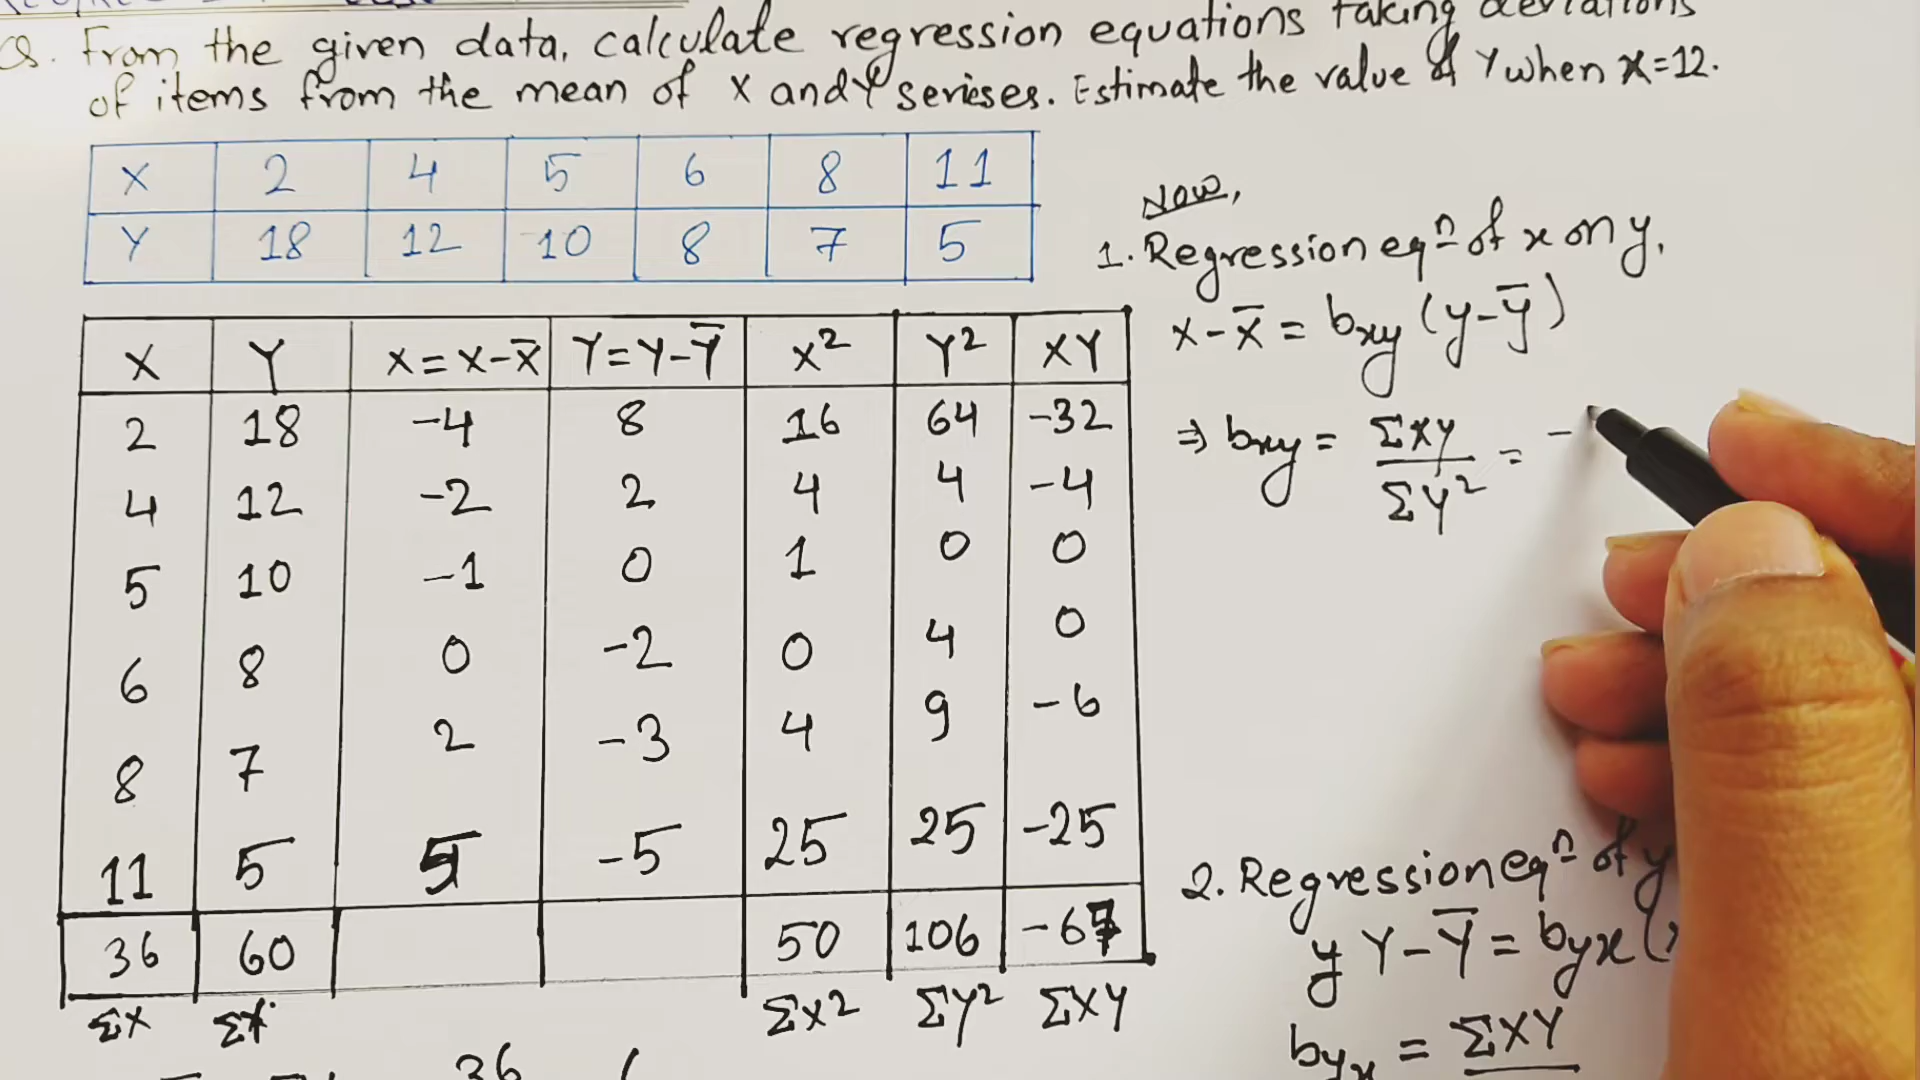 Q. From the given data, calculate regression equations taking deviations
of items from the mean of X and Y serieses. Estimate the value of Y when x=12.
X 2 4 5 6 8 11
Y 18 12 10 8 7 5
X Y x=X-X̅ Y=Y-Y̅ X² Y² XY
2 18 -4 8 16 64 -32
4 12 -2 2 4 4 -4
5 10 -1 0 1 0 0
6 8 0 -2 0 4 0
8 7 2 -3 4 9 -6
11 5 5 -5 25 25 -25
36 60 50 106 -67
ΣX ΣX² ΣY² ΣXY
36
Now,
1. Regression eqn of x on y,
x-x̅ = bxy (y-y̅)
⇒ bxy = ΣXY/ΣY² = -
2. Regression eqn of y
y Y-Y̅ = byx (
byx = ΣXY